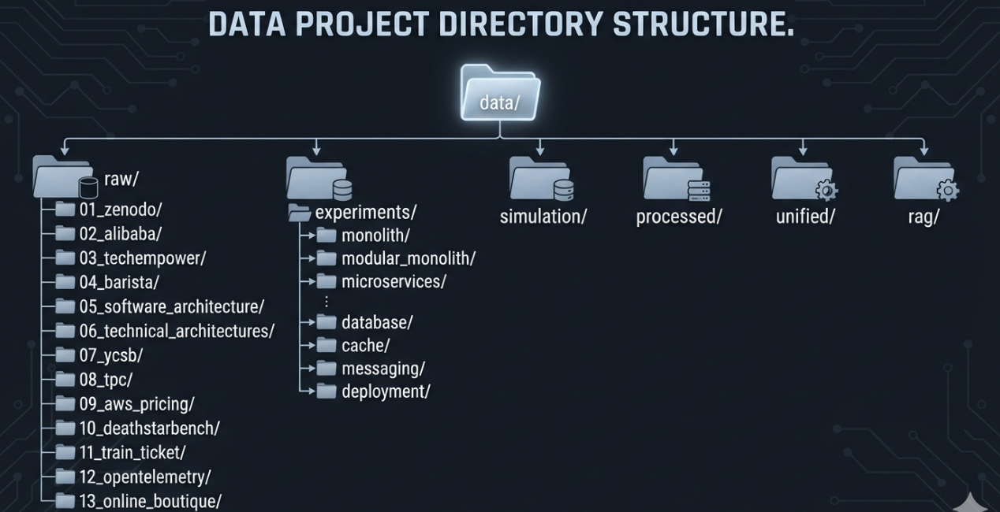 DATA PROJECT DIRECTORY STRUCTURE.
data/
raw/
01_zenodo/
02_alibaba/
03_techempower/
04_barista/
05_software_architecture/
06_technical_architectures/
07_ycsb/
08_tpc/
09_aws_pricing/
10_deathstarbench/
11_train_ticket/
12_opentelemetry/
13_online_boutique/
experiments/
monolith/
modular_monolith/
microservices/
⋮
database/
cache/
messaging/
deployment/
simulation/
processed/
unified/
rag/